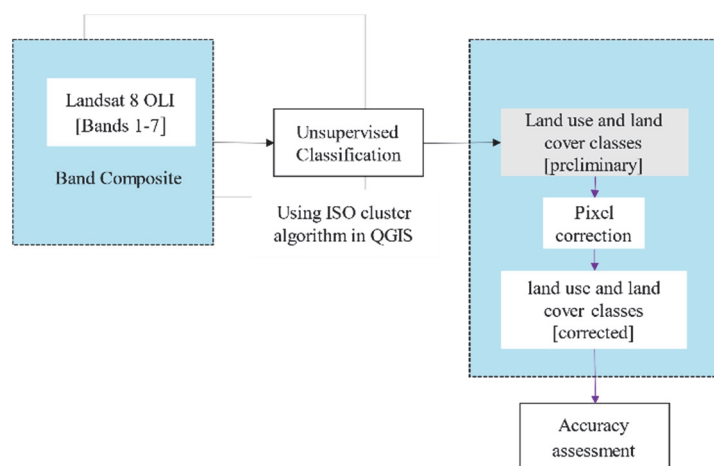 Landsat 8 OLI
[Bands 1-7]
Band Composite
Unsupervised
Classification
Using ISO cluster
algorithm in QGIS
Land use and land
cover classes
[preliminary]
Pixel
correction
land use and land
cover classes
[corrected]
Accuracy
assessment